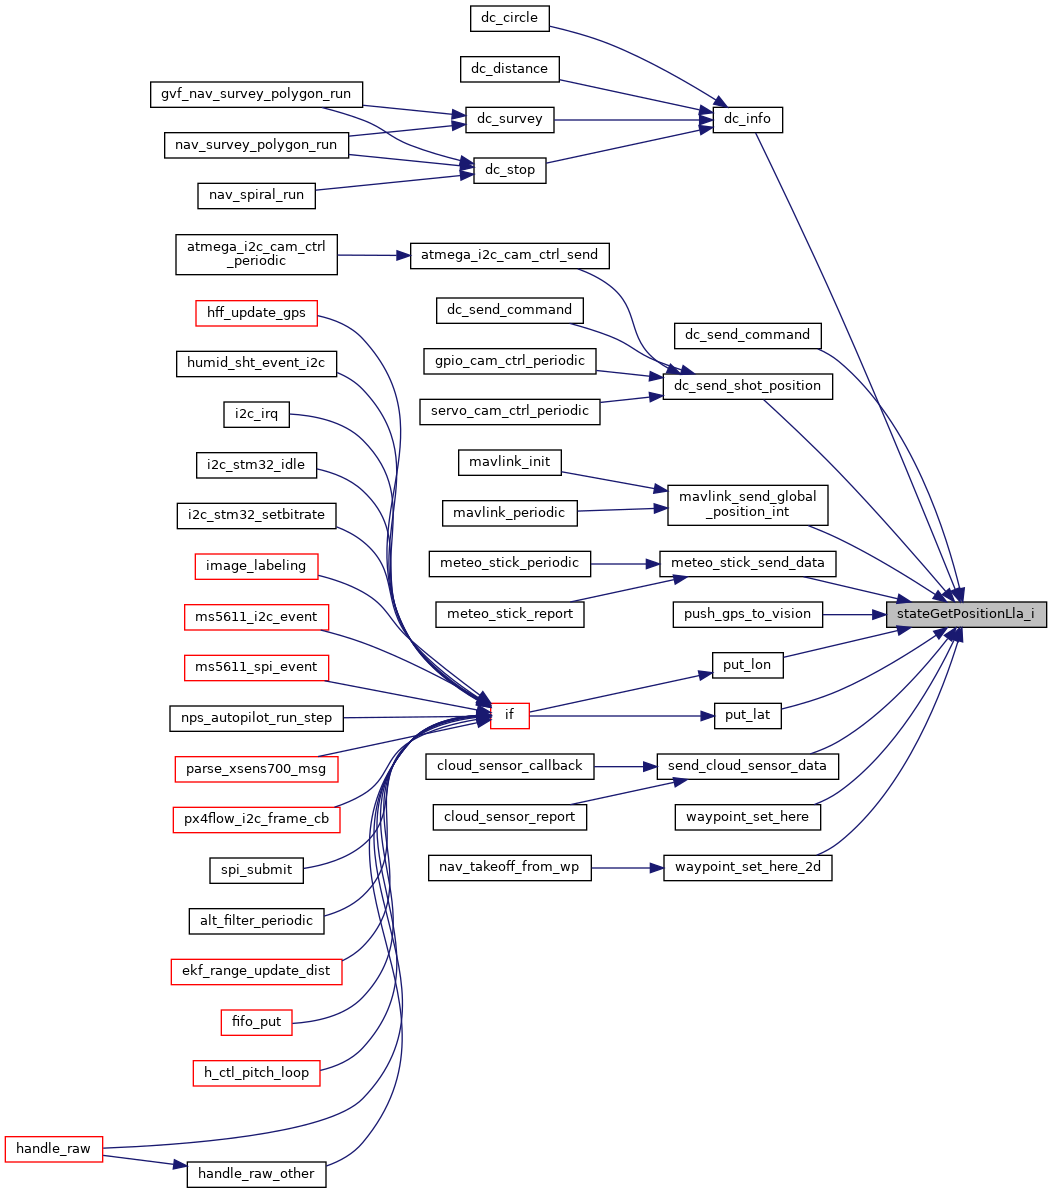 dc_circle
dc_distance
gvf_nav_survey_polygon_run
dc_survey
dc_info
nav_survey_polygon_run
dc_stop
nav_spiral_run
atmega_i2c_cam_ctrl
_periodic
atmega_i2c_cam_ctrl_send
hff_update_gps
dc_send_command
dc_send_command
humid_sht_event_i2c
gpio_cam_ctrl_periodic
dc_send_shot_position
i2c_irq
servo_cam_ctrl_periodic
i2c_stm32_idle
mavlink_init
mavlink_send_global
_position_int
i2c_stm32_setbitrate
mavlink_periodic
image_labeling
meteo_stick_periodic
meteo_stick_send_data
ms5611_i2c_event
meteo_stick_report
push_gps_to_vision
stateGetPositionLla_i
ms5611_spi_event
put_lon
nps_autopilot_run_step
if
put_lat
parse_xsens700_msg
cloud_sensor_callback
send_cloud_sensor_data
px4flow_i2c_frame_cb
cloud_sensor_report
waypoint_set_here
spi_submit
nav_takeoff_from_wp
waypoint_set_here_2d
alt_filter_periodic
ekf_range_update_dist
fifo_put
h_ctl_pitch_loop
handle_raw
handle_raw_other